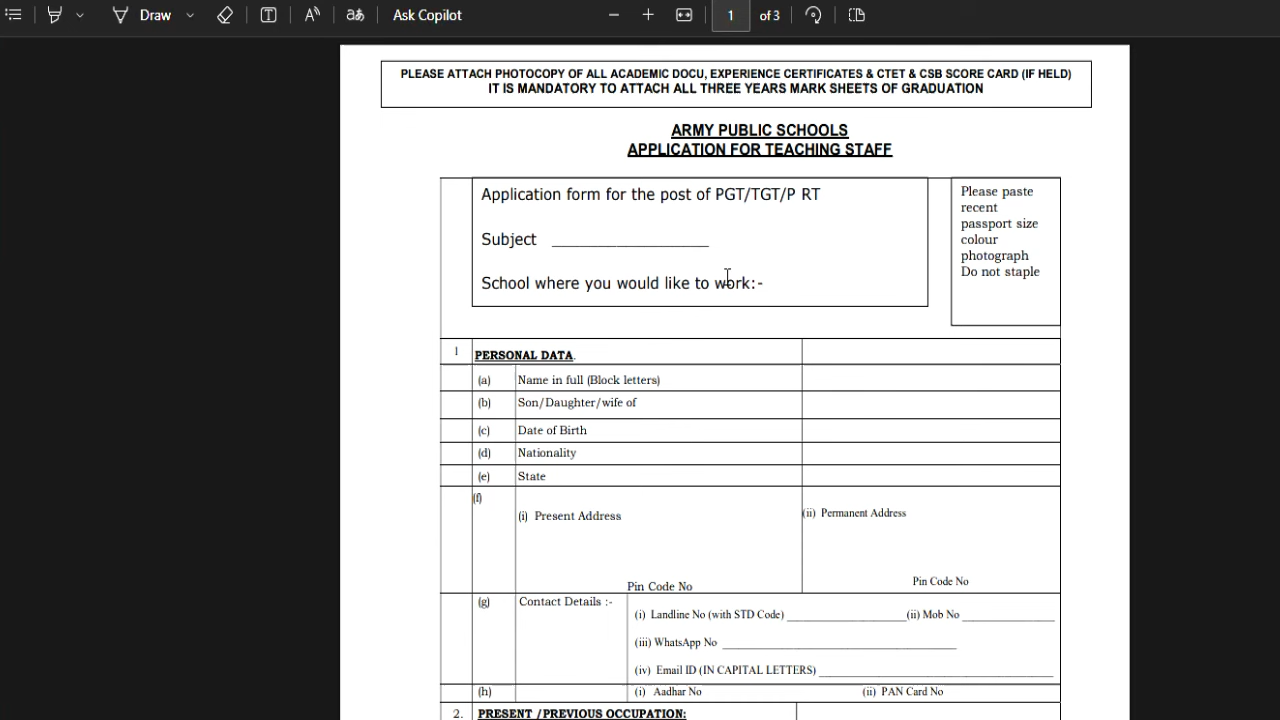 Draw
Ask Copilot
1 of 3
PLEASE ATTACH PHOTOCOPY OF ALL ACADEMIC DOCU, EXPERIENCE CERTIFICATES & CTET & CSB SCORE CARD (IF HELD)
IT IS MANDATORY TO ATTACH ALL THREE YEARS MARK SHEETS OF GRADUATION
ARMY PUBLIC SCHOOLS
APPLICATION FOR TEACHING STAFF
Application form for the post of PGT/TGT/P RT
Subject _________________
School where you would like to work:-
Please paste
recent
passport size
colour
photograph
Do not staple
1 PERSONAL DATA.
(a) Name in full (Block letters)
(b) Son/Daughter/wife of
(c) Date of Birth
(d) Nationality
(e) State
(f)
(i) Present Address
(ii) Permanent Address
Pin Code No
Pin Code No
(g) Contact Details :-
(i) Landline No (with STD Code) ____________________(ii) Mob No ________________
(iii) WhatsApp No ________________________________________
(iv) Email ID (IN CAPITAL LETTERS) ________________________________________
(h) (i) Aadhar No (ii) PAN Card No
2. PRESENT /PREVIOUS OCCUPATION: